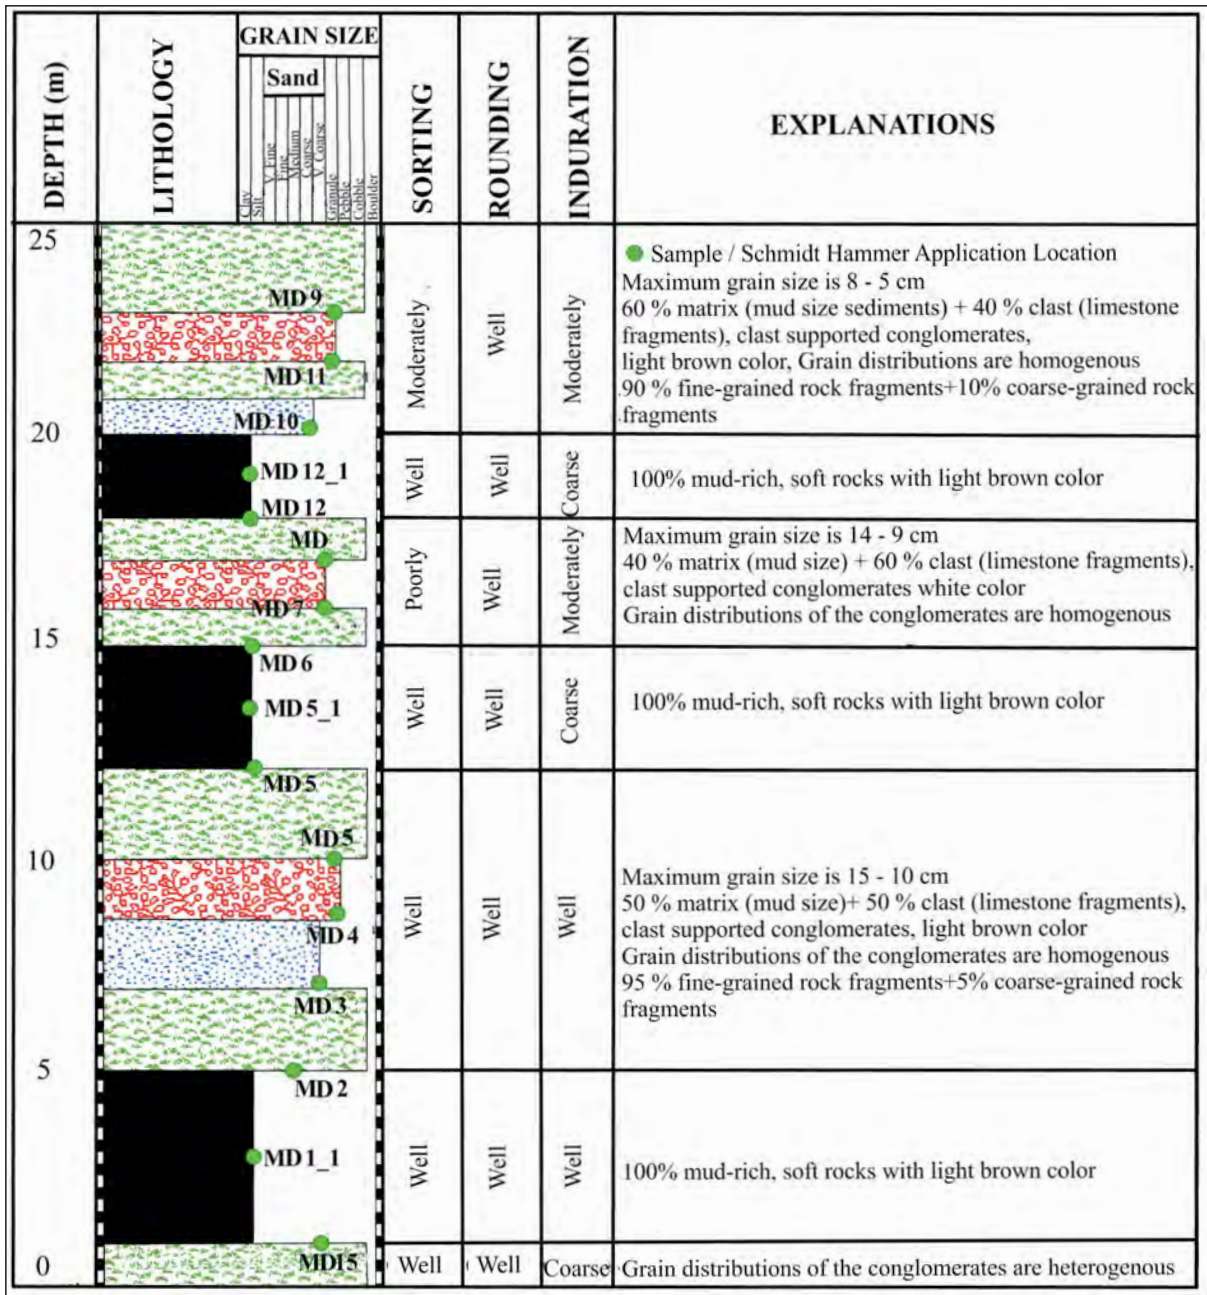 DEPTH (m)
LITHOLOGY
GRAIN SIZE
Sand
Clay
Silt
V. Fine
Fine
Medium
Coarse
V. Coarse
Granule
Pebble
Cobble
Boulder
SORTING
ROUNDING
INDURATION
EXPLANATIONS
25
MD 9
MD 11
MD 10
Moderately
Well
Moderately
Sample / Schmidt Hammer Application Location
Maximum grain size is 8 - 5 cm
60 % matrix (mud size sediments) + 40 % clast (limestone
fragments), clast supported conglomerates,
light brown color, Grain distributions are homogenous
90 % fine-grained rock fragments+10% coarse-grained rock
fragments
20
MD 12_1
MD 12
Well
Well
Coarse
100% mud-rich, soft rocks with light brown color
MD
MD 7
Poorly
Well
Moderately
Maximum grain size is 14 - 9 cm
40 % matrix (mud size) + 60 % clast (limestone fragments),
clast supported conglomerates white color
Grain distributions of the conglomerates are homogenous
15
MD 6
MD 5_1
MD 5
Well
Well
Coarse
100% mud-rich, soft rocks with light brown color
MD 5
10
MD 4
MD 3
Well
Well
Well
Maximum grain size is 15 - 10 cm
50 % matrix (mud size)+ 50 % clast (limestone fragments),
clast supported conglomerates, light brown color
Grain distributions of the conglomerates are homogenous
95 % fine-grained rock fragments+5% coarse-grained rock
fragments
5
MD 2
MD 1_1
Well
Well
Well
100% mud-rich, soft rocks with light brown color
0
MD15
Well
Well
Coarse
Grain distributions of the conglomerates are heterogenous